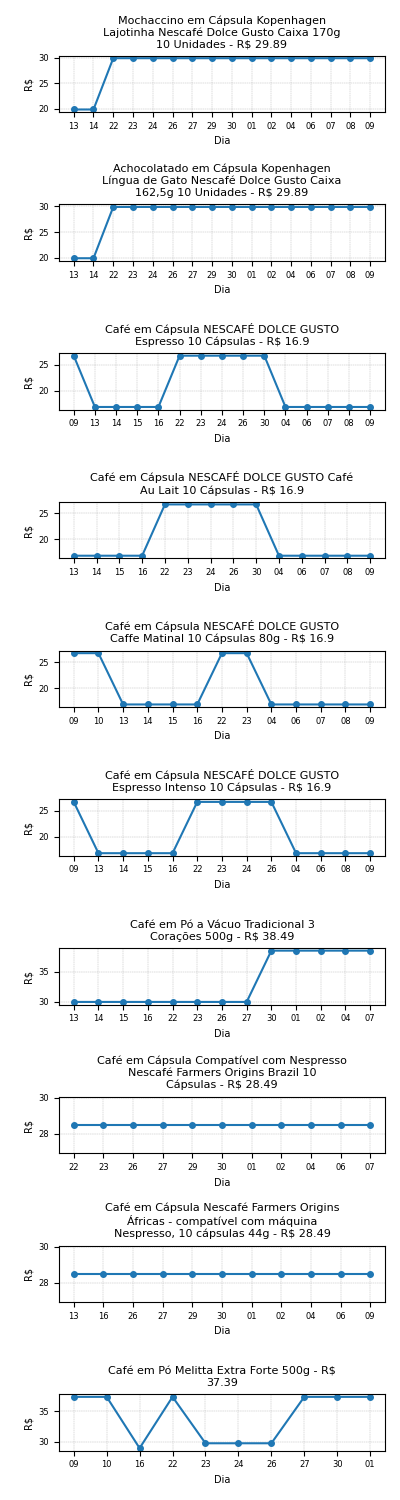 Mochaccino em Cápsula Kopenhagen
Lajotinha Nescafé Dolce Gusto Caixa 170g
10 Unidades - R$ 29.89
30
25
20
R$
13 14 22 23 24 26 27 29 30 01 02 04 06 07 08 09
Dia
Achocolatado em Cápsula Kopenhagen
Língua de Gato Nescafé Dolce Gusto Caixa
162,5g 10 Unidades - R$ 29.89
30
25
20
R$
13 14 22 23 24 26 27 29 30 01 02 04 06 07 08 09
Dia
Café em Cápsula NESCAFÉ DOLCE GUSTO
Espresso 10 Cápsulas - R$ 16.9
25
20
R$
09 13 14 15 16 22 23 24 26 30 04 06 07 08 09
Dia
Café em Cápsula NESCAFÉ DOLCE GUSTO Café
Au Lait 10 Cápsulas - R$ 16.9
25
20
R$
13 14 15 16 22 23 24 26 30 04 06 07 08 09
Dia
Café em Cápsula NESCAFÉ DOLCE GUSTO
Caffe Matinal 10 Cápsulas 80g - R$ 16.9
25
20
R$
09 10 13 14 15 16 22 23 04 06 07 08 09
Dia
Café em Cápsula NESCAFÉ DOLCE GUSTO
Espresso Intenso 10 Cápsulas - R$ 16.9
25
20
R$
09 13 14 15 16 22 23 24 26 04 06 07 09
Dia
Café em Pó a Vácuo Tradicional 3
Corações 500g - R$ 38.49
35
30
R$
13 14 15 16 22 23 26 27 30 01 02 04 07
Dia
Café em Cápsula Compatível com Nespresso
Nescafé Farmers Origins Brazil 10
Cápsulas - R$ 28.49
30
28
R$
22 23 26 27 29 30 01 02 04 06 07
Dia
Café em Cápsula Nescafé Farmers Origins
Áfricas - compatível com máquina
Nespresso, 10 cápsulas 44g - R$ 28.49
30
28
R$
13 16 26 27 29 30 01 02 04 06 09
Dia
Café em Pó Melitta Extra Forte 500g - R$
37.39
35
30
R$
09 10 16 22 23 24 26 27 30 01
Dia